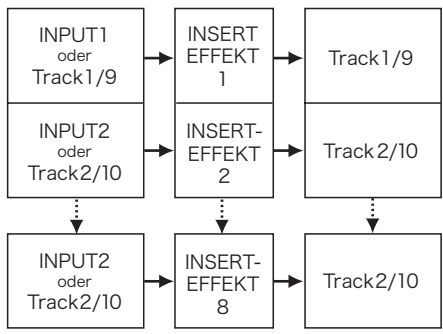 INPUT1
oder
Track1/9
INSERT
EFFEKT
1
Track1/9
INPUT2
oder
Track2/10
INSERT-
EFFEKT
2
Track2/10
INPUT2
oder
Track2/10
INSERT-
EFFEKT
8
Track2/10